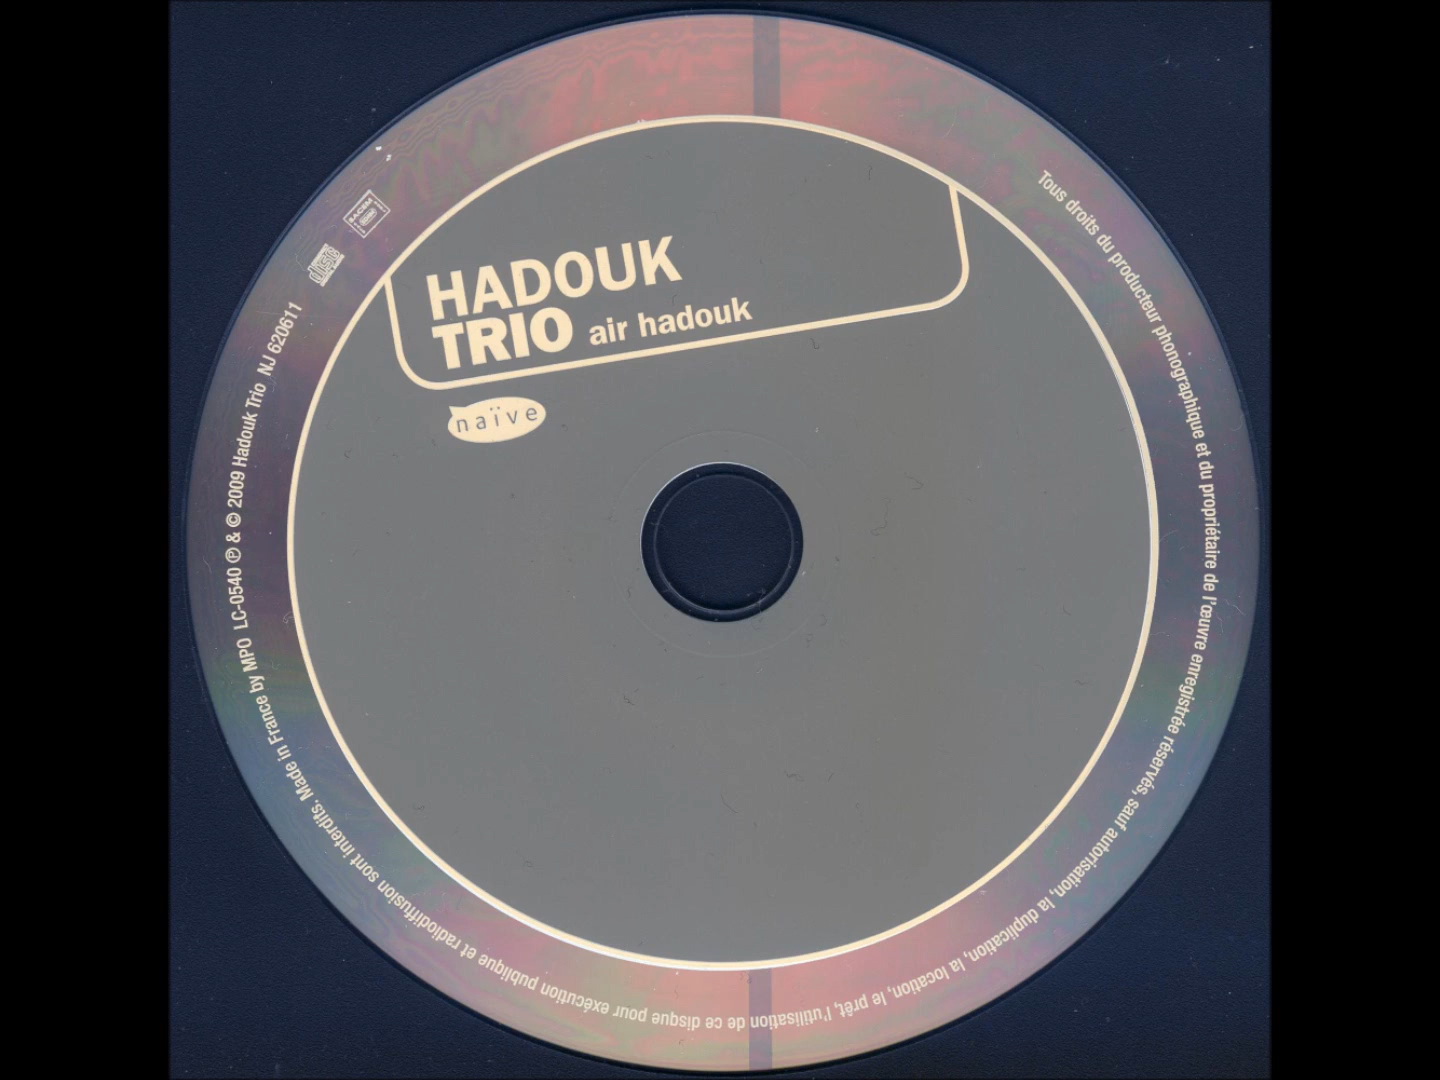 HADOUK
TRIO air hadouk
naïve
Tous droits du producteur phonographique et du propriétaire de l'œuvre enregistrée réservés, sauf autorisation, la duplication, la location, le prêt, l'utilisation de ce disque pour exécution publique et radiodiffusion sont interdits. Made in France by MPO LC-0540 ℗ & © 2009 Hadouk Trio NJ 620611
disc
SACEM